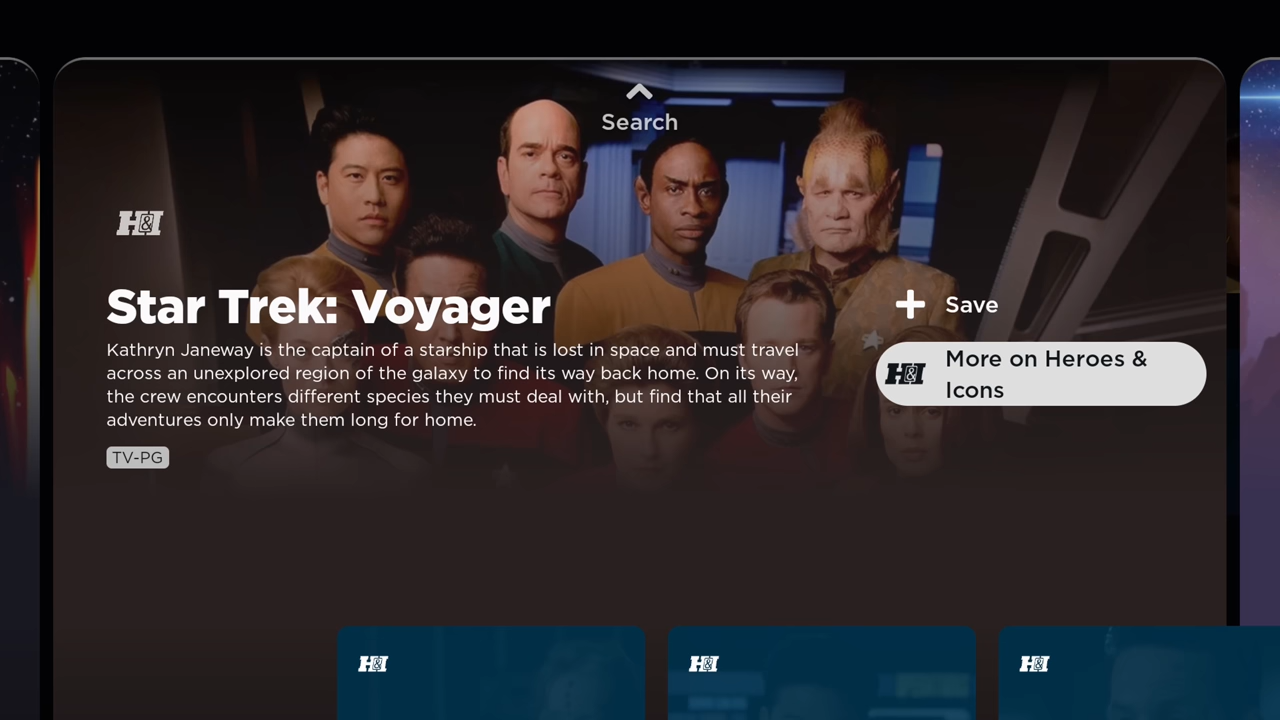 Search
H&I
Star Trek: Voyager
Kathryn Janeway is the captain of a starship that is lost in space and must travel
across an unexplored region of the galaxy to find its way back home. On its way,
the crew encounters different species they must deal with, but find that all their
adventures only make them long for home.
TV-PG
Save
H&I
More on Heroes &
Icons
H&I
H&I
H&I